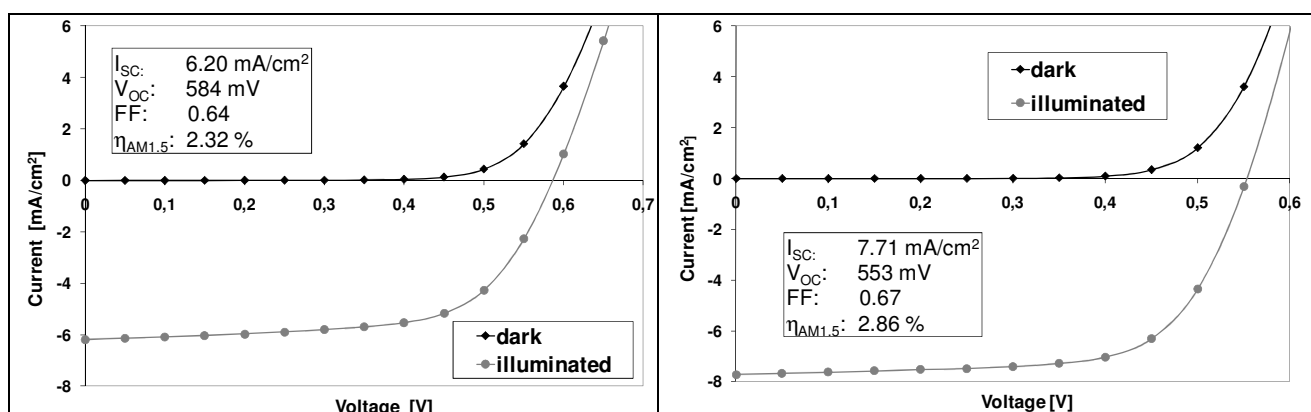 6
4
2
0
-2
-4
-6
-8
Current [mA/cm²]
I_SC: 6.20 mA/cm²
V_OC: 584 mV
FF: 0.64
η_AM1.5: 2.32 %
0 0,1 0,2 0,3 0,4 0,5 0,6 0,7
dark
illuminated
Voltage [V]
6
4
2
0
-2
-4
-6
-8
Current [mA/cm²]
dark
illuminated
0 0,1 0,2 0,3 0,4 0,5 0,6
I_SC: 7.71 mA/cm²
V_OC: 553 mV
FF: 0.67
η_AM1.5: 2.86 %
Voltage [V]